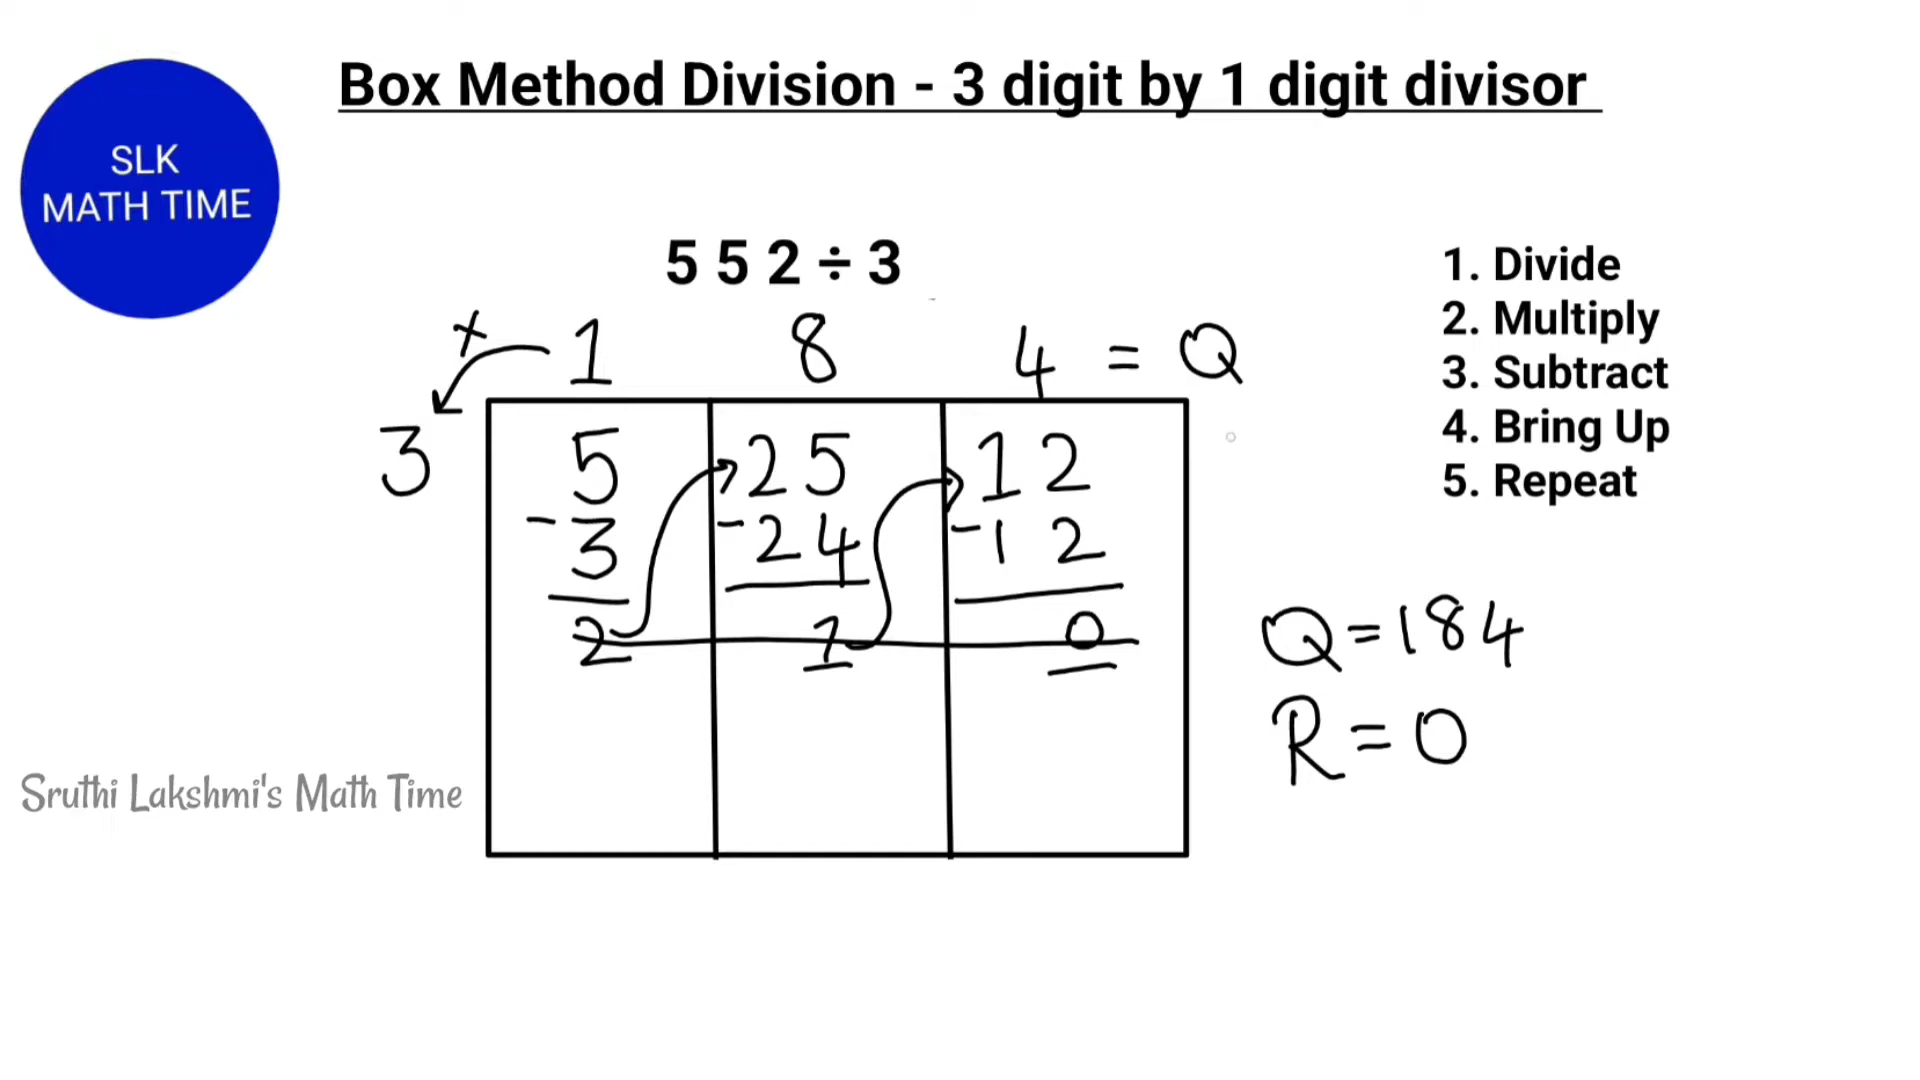 Box Method Division - 3 digit by 1 digit divisor
SLK
MATH TIME
5 5 2 ÷ 3
1. Divide
2. Multiply
3. Subtract
4. Bring Up
5. Repeat
× 1 8 4 = Q
3 5 25 12
-3 -24 -12
2 1 0
Q = 184
R = 0
Sruthi Lakshmi's Math Time